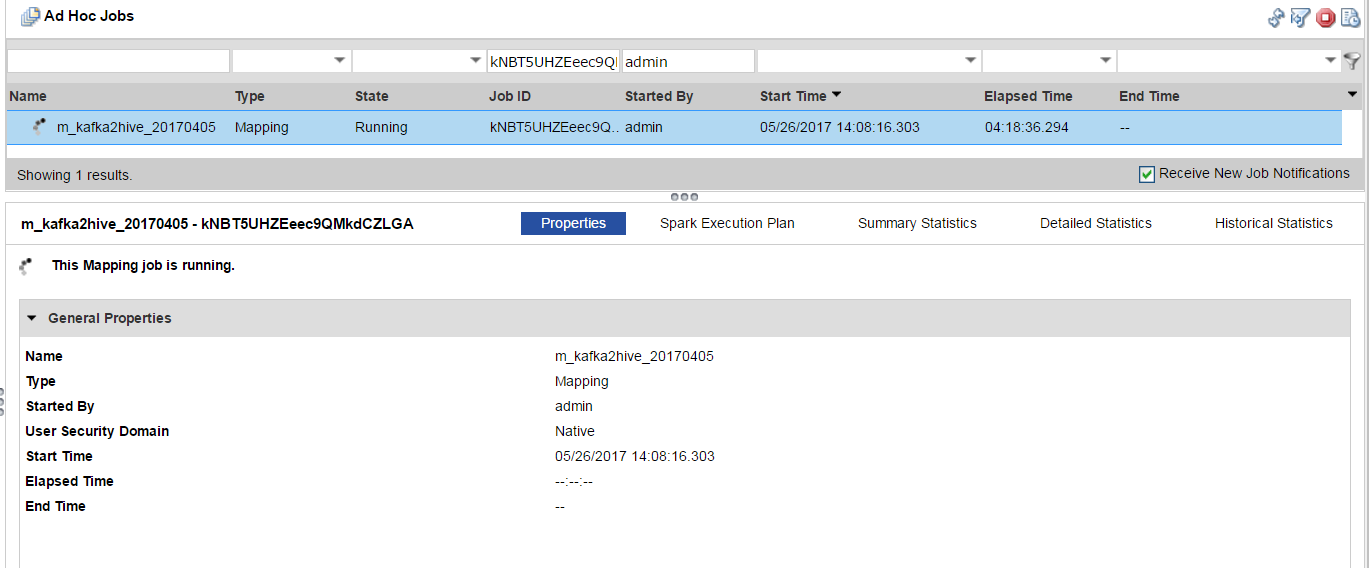 Ad Hoc Jobs
kNBT5UHZEeec9Q admin
Name Type State Job ID Started By Start Time Elapsed Time End Time
m_kafka2hive_20170405 Mapping Running kNBT5UHZEeec9Q.. admin 05/26/2017 14:08:16.303 04:18:36.294 --
Showing 1 results. Receive New Job Notifications
m_kafka2hive_20170405 - kNBT5UHZEeec9QMkdCZLGA Properties Spark Execution Plan Summary Statistics Detailed Statistics Historical Statistics
This Mapping job is running.
General Properties
Name m_kafka2hive_20170405
Type Mapping
Started By admin
User Security Domain Native
Start Time 05/26/2017 14:08:16.303
Elapsed Time --:--:--
End Time --